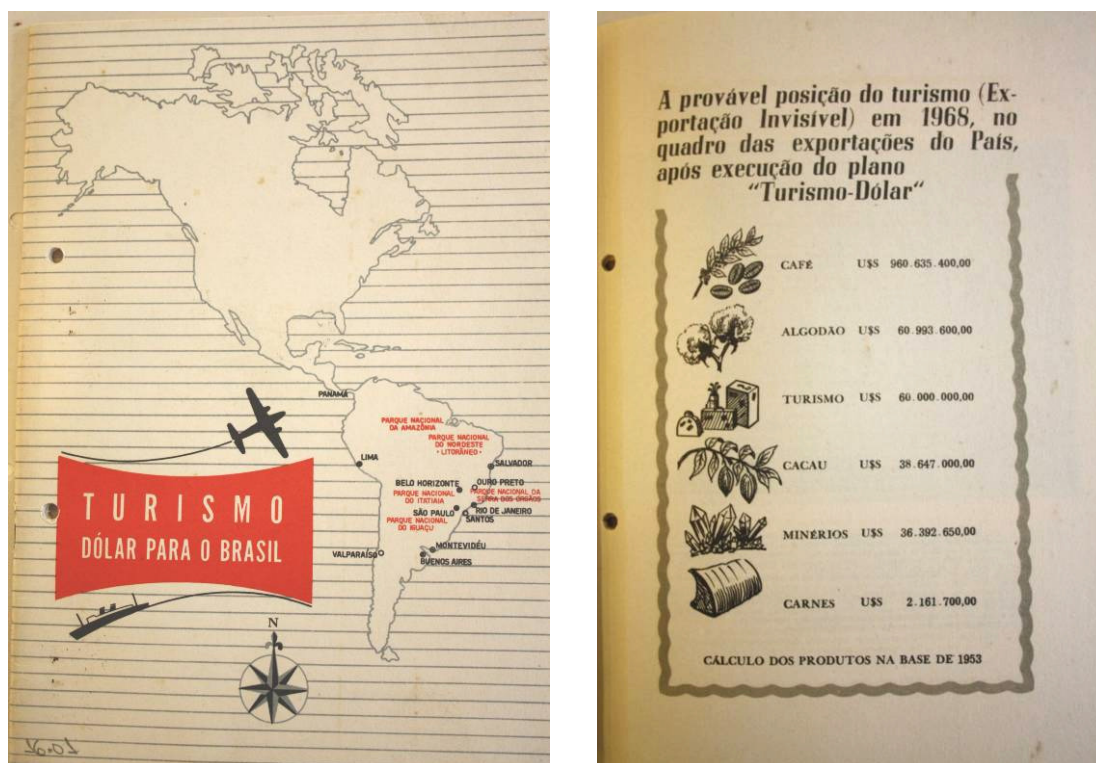 PANAMÁ
PARQUE NACIONAL
DA AMAZÔNIA
PARQUE NACIONAL
DO NORDESTE
• LITORÂNEO •
LIMA
SALVADOR
BELO HORIZONTE
OURO PRETO
PARQUE NACIONAL
DO ITATIAIA
PARQUE NACIONAL DA
SERRA DOS ÓRGÃOS
SÃO PAULO
RIO DE JANEIRO
SANTOS
PARQUE NACIONAL
DO IGUAÇU
MONTEVIDÉU
VALPARAÍSO
BUENOS AIRES
TURISMO
DÓLAR PARA O BRASIL
N
A provável posição do turismo (Ex-
portação Invisível) em 1968, no
quadro das exportações do País,
após execução do plano
"Turismo-Dólar"
CAFÉ U$S 960.635.400,00
ALGODÃO U$S 60.993.600,00
TURISMO U$S 60.000.000,00
CACAU U$S 38.647.000,00
MINÉRIOS U$S 36.392.650,00
CARNES U$S 2.161.700,00
CÁLCULO DOS PRODUTOS NA BASE DE 1953